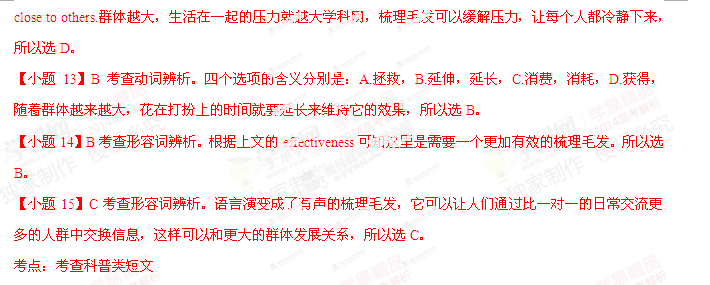 close to others.群体越大，生活在一起的压力就越大，梳理毛发可以缓解压力，让每个人都冷静下来，
所以选 D。
【小题 13】B 考查动词辨析。四个选项的含义分别是：A.拯救，B.延伸，延长，C.消费，消耗，D.获得，
随着群体越来越大，花在打扮上的时间就要延长来维持它的效果，所以选 B。
【小题 14】B 考查形容词辨析。根据上文的 effectiveness 可知这里是需要一个更加有效的梳理毛发。所以选
B。
【小题 15】C 考查形容词辨析。语言演变成了有声的梳理毛发，它可以让人们通过比一对一的日常交流更
多的人群中交换信息，这样可以和更大的群体发展关系，所以选 C。
考点：考查科普类短文